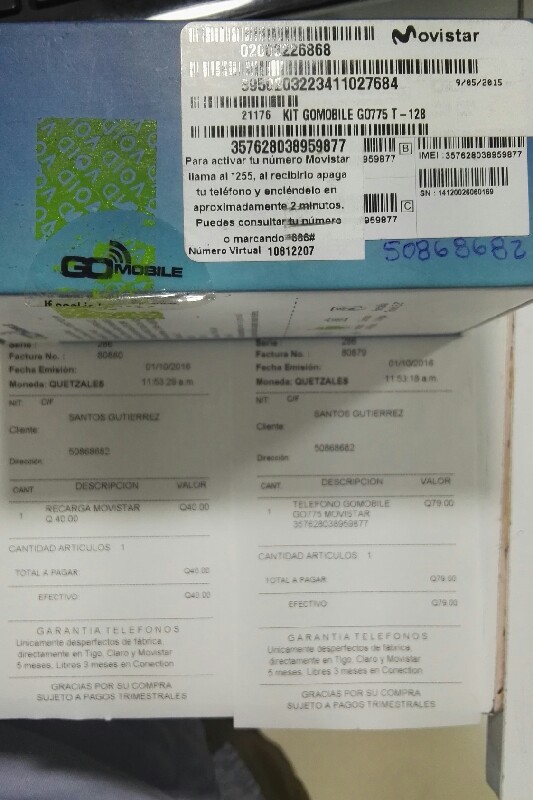 Movistar
02003226868
9/05/2015
21176 KIT GOMOBILE GO775 T-128
357628038959877
Para activar tu número Movistar
llama al *255, al recibirlo apaga
tu teléfono y enciéndelo en
aproximadamente 2 minutos.
Puedes consultar tu número
o marcando *886#
Número Virtual 10812207
959877
B
IMEI :357628038959877
959877
C
SN : 14120026060169
50868682
VOID
GOMOBILE
Serie : 286
Factura No. : 80880
Fecha Emisión: 01/10/2016
Moneda: QUETZALES 11:53:29 a.m.
NIT: C/F
SANTOS GUTIERREZ
Cliente:
50868682
Dirección:
CANT DESCRIPCION VALOR
1 RECARGA MOVISTAR Q40.00
Q 40.00
CANTIDAD ARTICULOS 1
TOTAL A PAGAR: Q40.00
EFECTIVO: Q40.00
GARANTIA TELEFONOS
Unicamente desperfectos de fábrica,
directamente en Tigo, Claro y Movistar
5 meses, Libres 3 meses en Conection
GRACIAS POR SU COMPRA
SUJETO A PAGOS TRIMESTRALES
Serie : 286
Factura No. : 80879
Fecha Emisión: 01/10/2016
Moneda: QUETZALES 11:53:18 a.m.
NIT: C/F
SANTOS GUTIERREZ
Cliente:
50868682
Dirección:
CANT DESCRIPCION VALOR
1 TELEFONO GOMOBILE Q79.00
GO775 MOVISTAR
357628038959877
CANTIDAD ARTICULOS 1
TOTAL A PAGAR: Q79.00
EFECTIVO: Q79.00
GARANTIA TELEFONOS
Unicamente desperfectos de fábrica,
directamente en Tigo, Claro y Movistar
5 meses, Libres 3 meses en Conection
GRACIAS POR SU COMPRA
SUJETO A PAGOS TRIMESTRALES